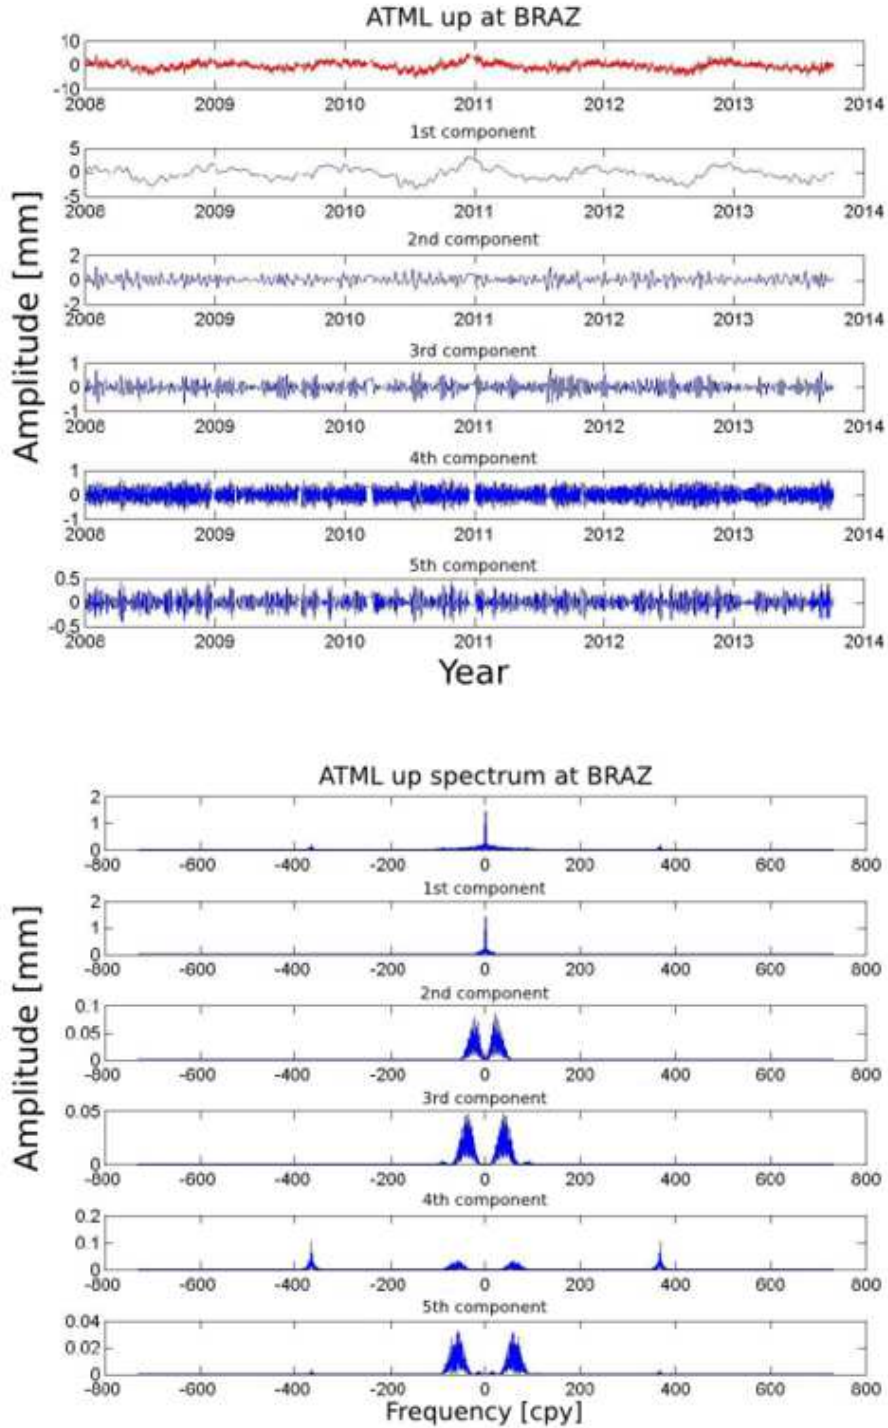 ATML up at BRAZ
10
0
-10
2008 2009 2010 2011 2012 2013 2014
1st component
5
0
-5
2008 2009 2010 2011 2012 2013 2014
2nd component
2
0
-2
2008 2009 2010 2011 2012 2013 2014
3rd component
1
0
-1
2008 2009 2010 2011 2012 2013 2014
4th component
1
0
-1
2008 2009 2010 2011 2012 2013 2014
5th component
0.5
0
-0.5
2008 2009 2010 2011 2012 2013 2014
Amplitude [mm]
Year
ATML up spectrum at BRAZ
2
1
0
-800 -600 -400 -200 0 200 400 600 800
1st component
2
1
0
-800 -600 -400 -200 0 200 400 600 800
2nd component
0.1
0.05
0
-800 -600 -400 -200 0 200 400 600 800
3rd component
0.05
0
-800 -600 -400 -200 0 200 400 600 800
4th component
0.2
0.1
0
-800 -600 -400 -200 0 200 400 600 800
5th component
0.04
0.02
0
-800 -600 -400 -200 0 200 400 600 800
Amplitude [mm]
Frequency [cpy]